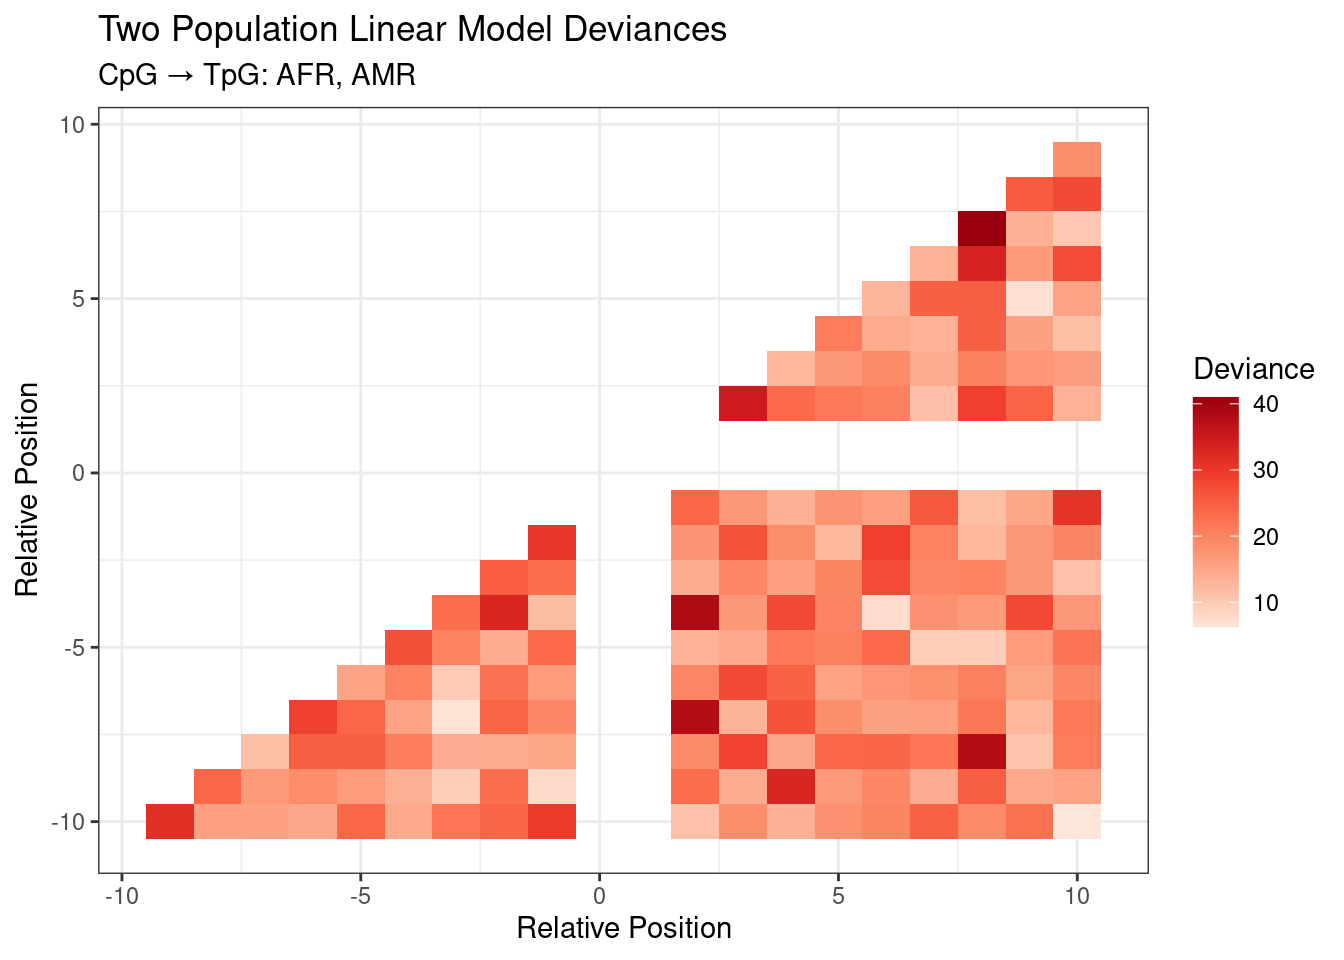 Two Population Linear Model Deviances
CpG → TpG: AFR, AMR
10
5
0
-5
-10
Relative Position
-10
-5
0
5
10
Relative Position
Deviance
40
30
20
10